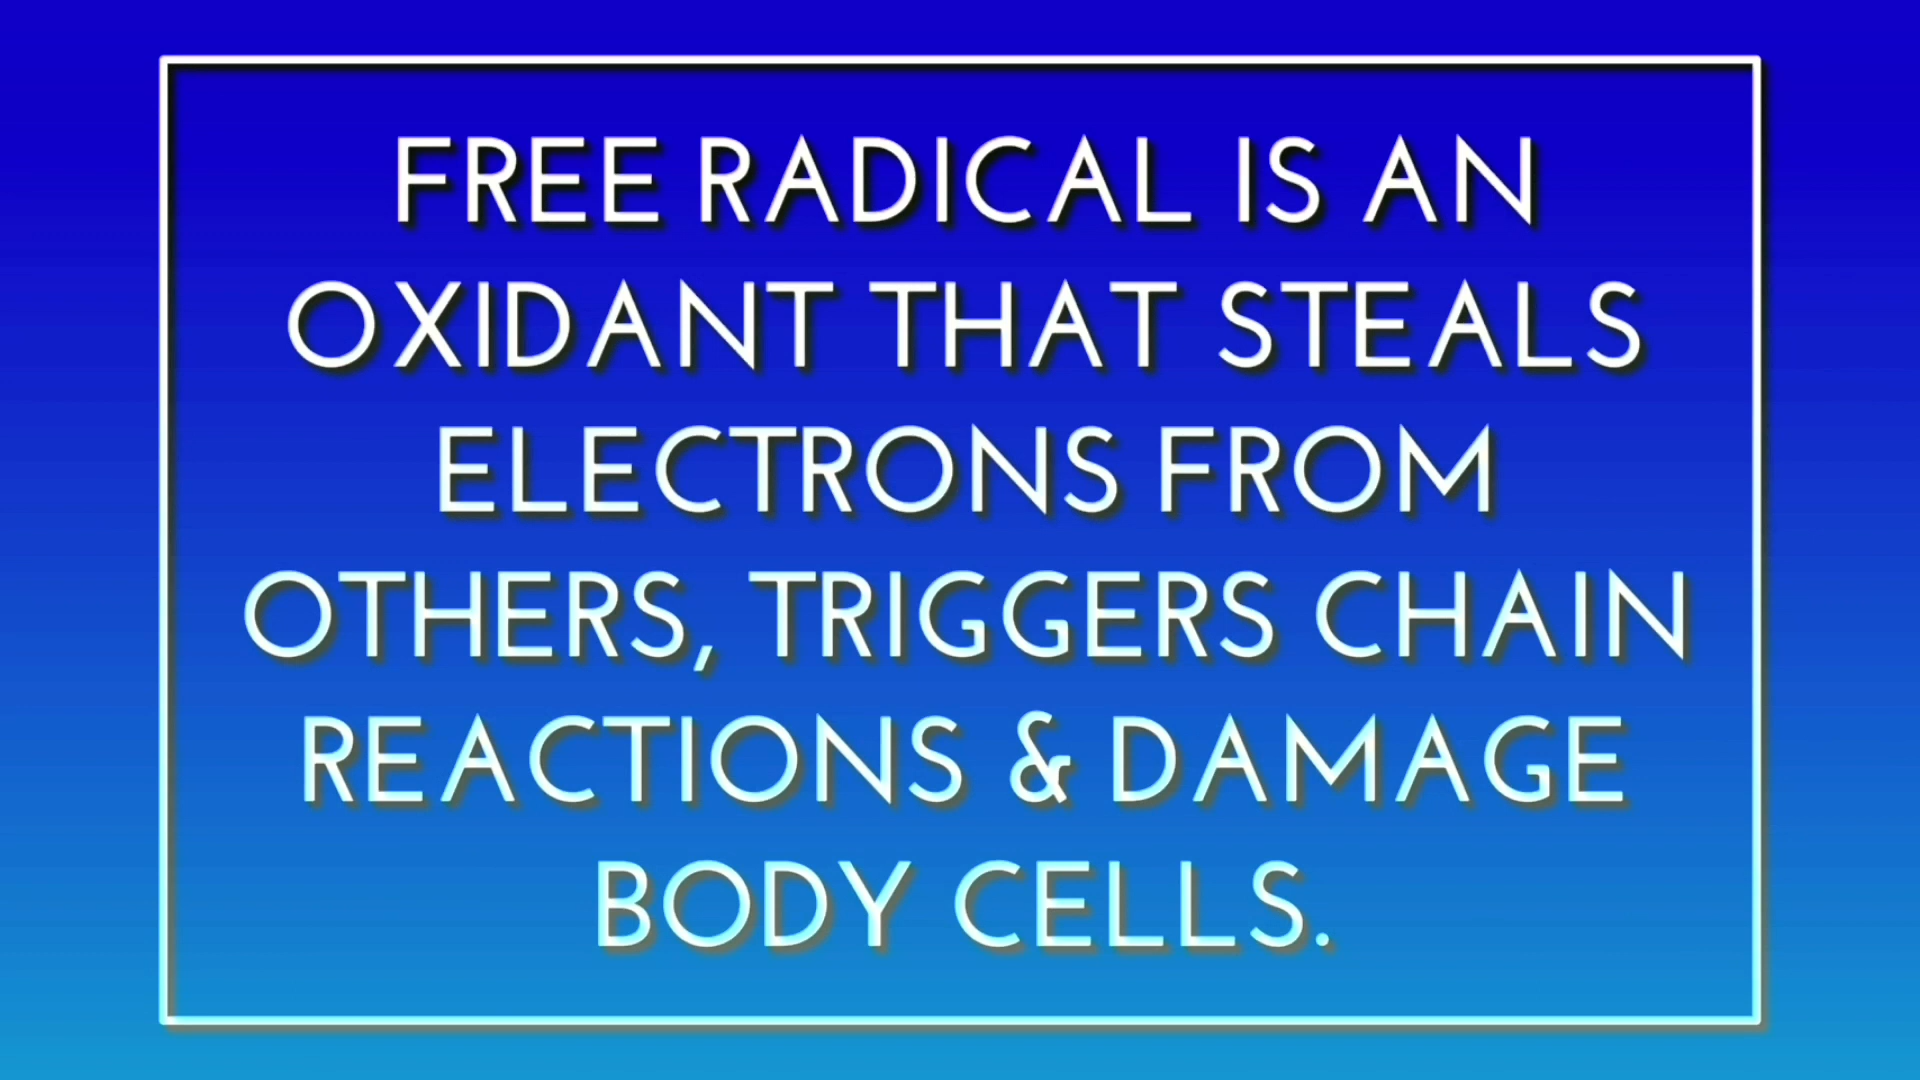 FREE RADICAL IS AN
OXIDANT THAT STEALS
ELECTRONS FROM
OTHERS, TRIGGERS CHAIN
REACTIONS & DAMAGE
BODY CELLS.